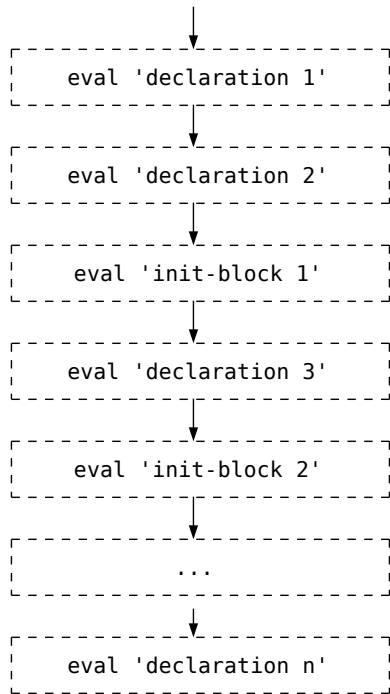 eval 'declaration 1'
eval 'declaration 2'
eval 'init-block 1'
eval 'declaration 3'
eval 'init-block 2'
...
eval 'declaration n'